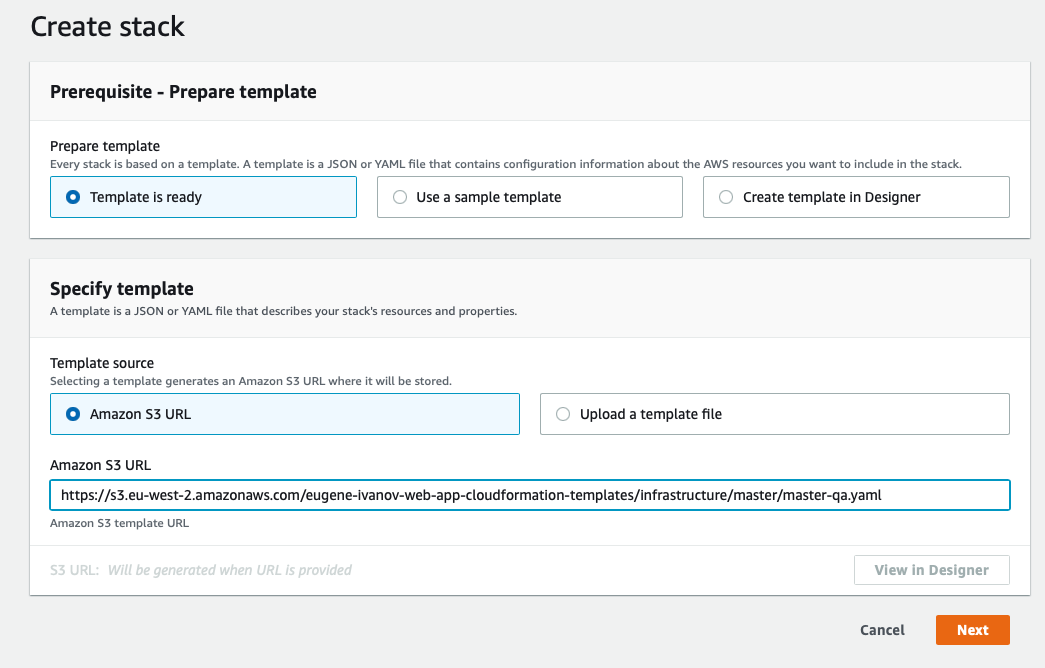 Create stack
Prerequisite - Prepare template
Prepare template
Every stack is based on a template. A template is a JSON or YAML file that contains configuration information about the AWS resources you want to include in the stack.
Template is ready
Use a sample template
Create template in Designer
Specify template
A template is a JSON or YAML file that describes your stack's resources and properties.
Template source
Selecting a template generates an Amazon S3 URL where it will be stored.
Amazon S3 URL
Upload a template file
Amazon S3 URL
https://s3.eu-west-2.amazonaws.com/eugene-ivanov-web-app-cloudformation-templates/infrastructure/master/master-qa.yaml
Amazon S3 template URL
S3 URL: Will be generated when URL is provided
View in Designer
Cancel
Next